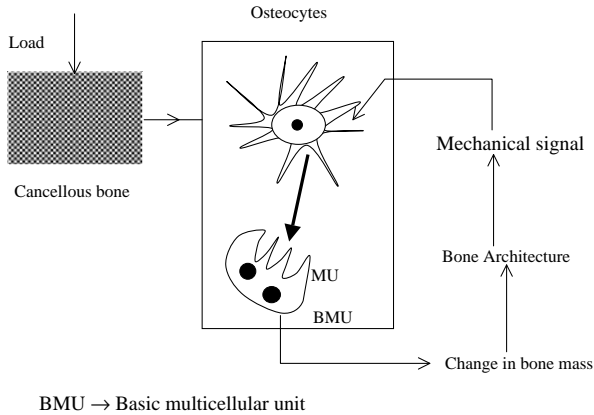 Osteocytes
Load
Cancellous bone
Mechanical signal
Bone Architecture
MU
BMU
Change in bone mass
BMU → Basic multicellular unit